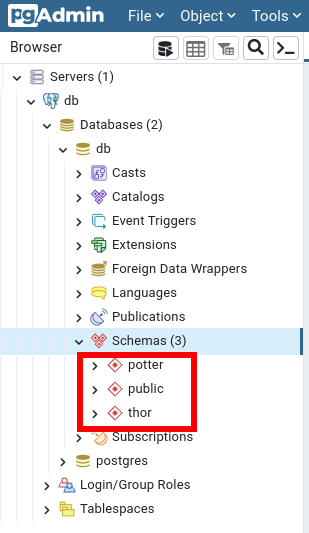 pgAdmin File Object Tools
Browser
Servers (1)
db
Databases (2)
db
Casts
Catalogs
Event Triggers
Extensions
Foreign Data Wrappers
Languages
Publications
Schemas (3)
potter
public
thor
Subscriptions
postgres
Login/Group Roles
Tablespaces